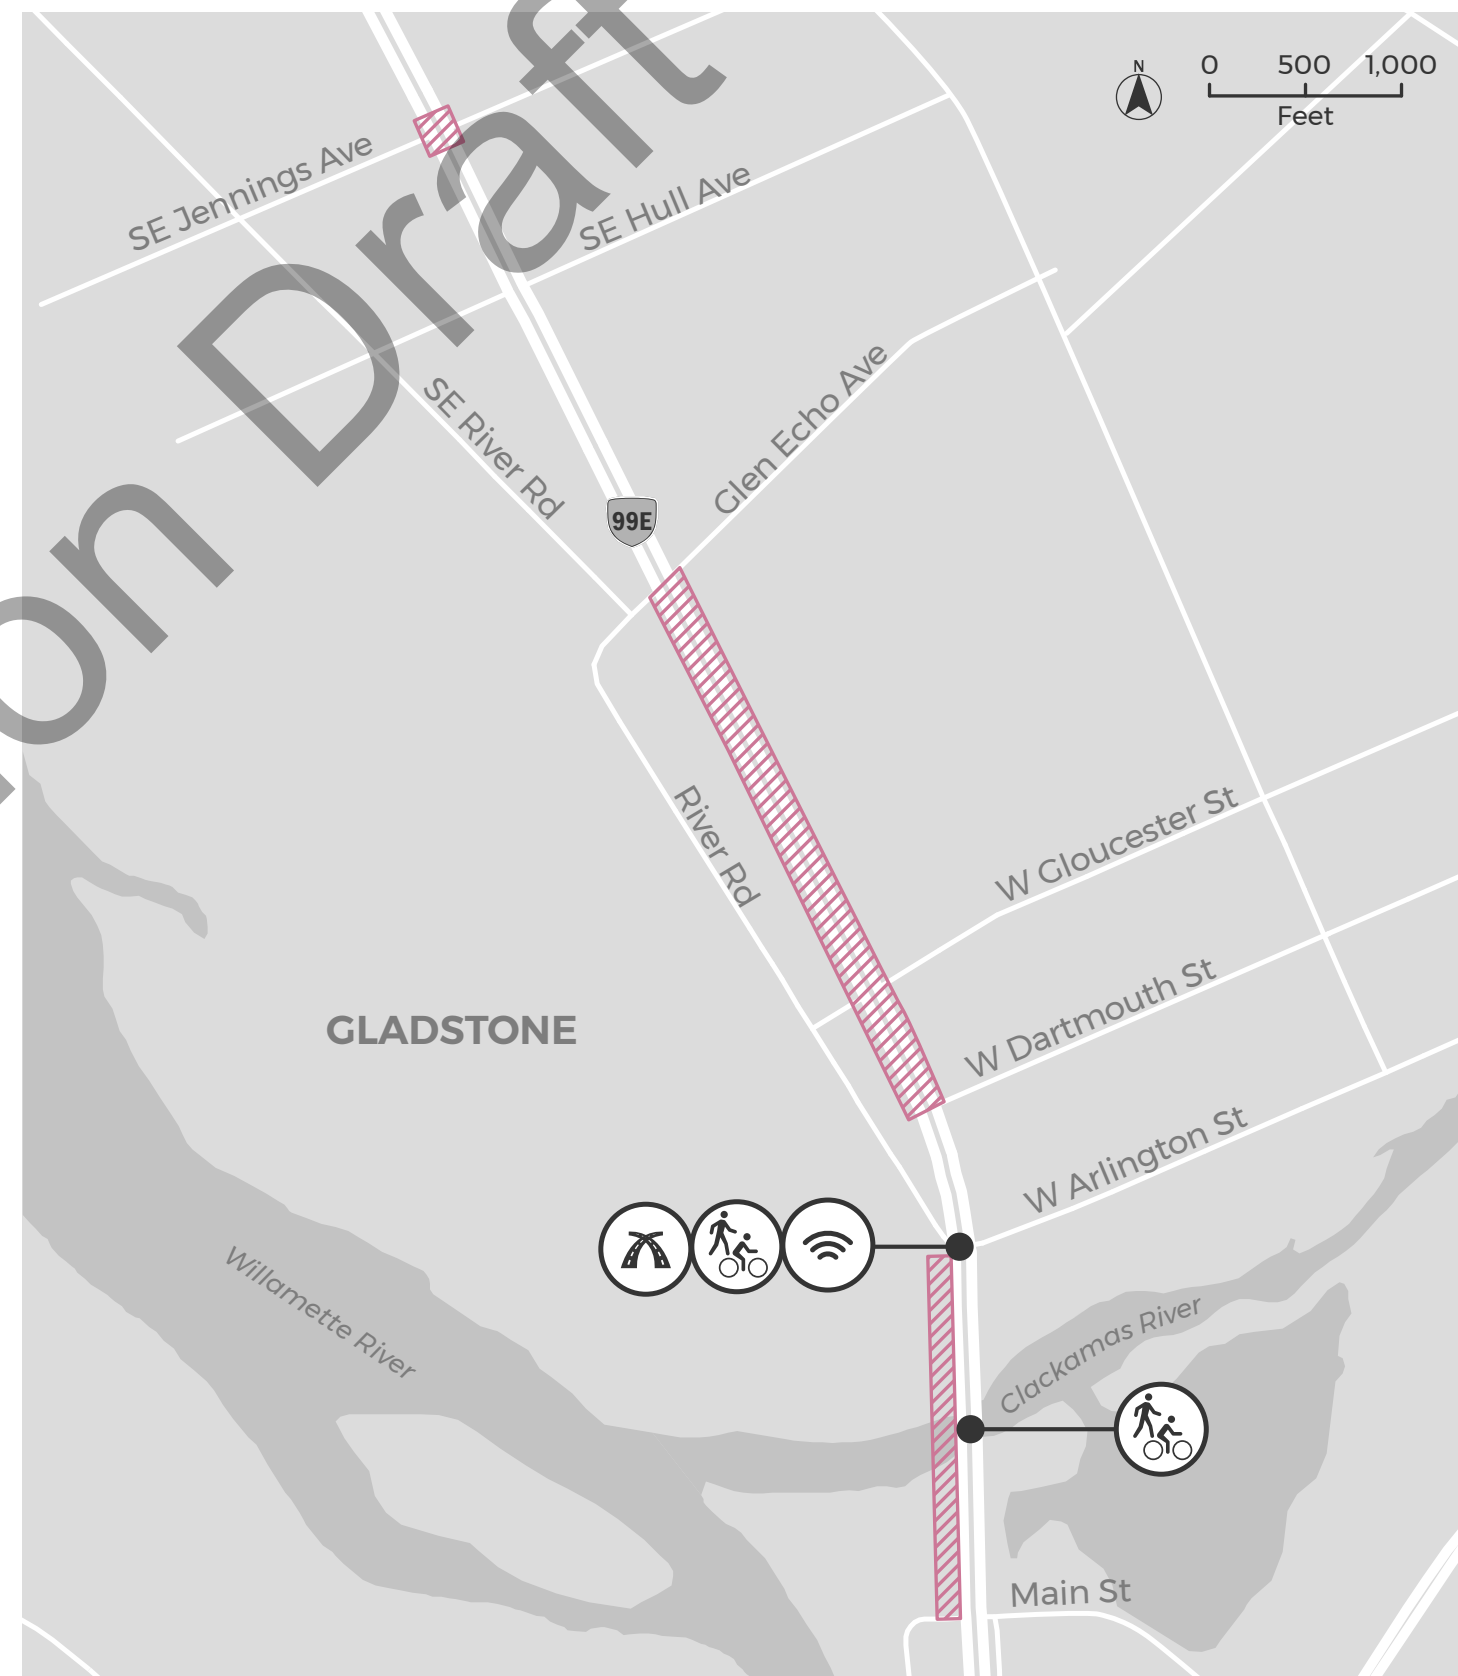 N
0 500 1,000
Feet
on Draft
SE Jennings Ave
SE Hull Ave
SE River Rd
Glen Echo Ave
99E
River Rd
W Gloucester St
W Dartmouth St
GLADSTONE
W Arlington St
Willamette River
Clackamas River
Main St